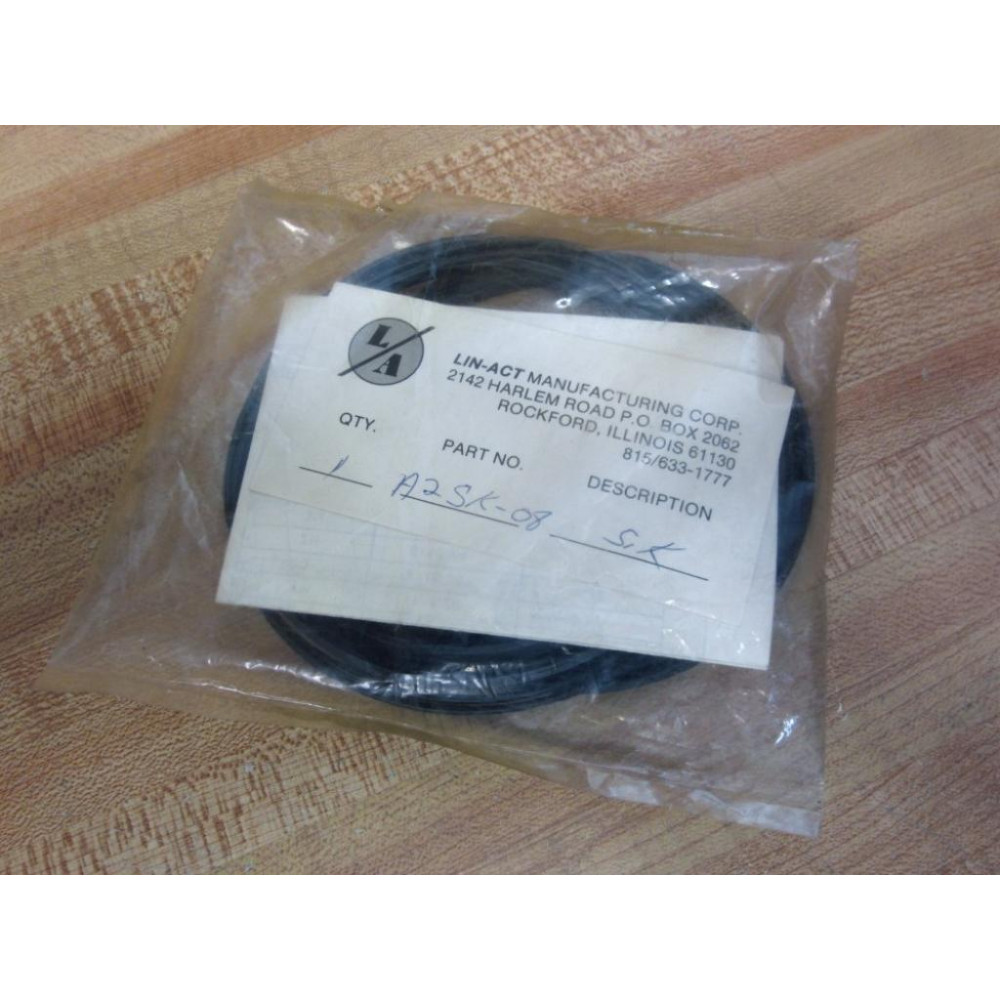 L A
LIN-ACT MANUFACTURING CORP.
2142 HARLEM ROAD P.O. BOX 2062
ROCKFORD, ILLINOIS 61130
815/633-1777
QTY. PART NO. DESCRIPTION
1 A2SK-08 S.K